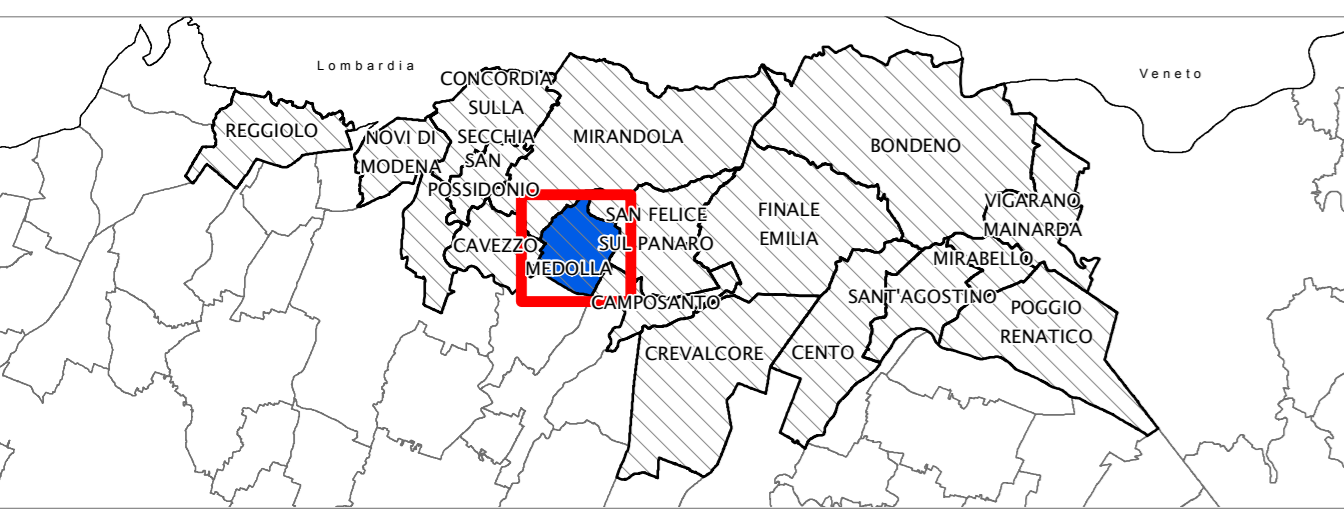 Lombardia
Veneto
CONCORDIA
SULLA
SECCHIA
REGGIOLO
NOVI DI
MODENA
SAN
POSSIDONIO
MIRANDOLA
BONDENO
CAVEZZO
MEDOLLA
SAN FELICE
SUL PANARO
FINALE
EMILIA
VIGARANO
MAINARDA
MIRABELLO
CAMPOSANTO
SANT'AGOSTINO
POGGIO
RENATICO
CREVALCORE
CENTO